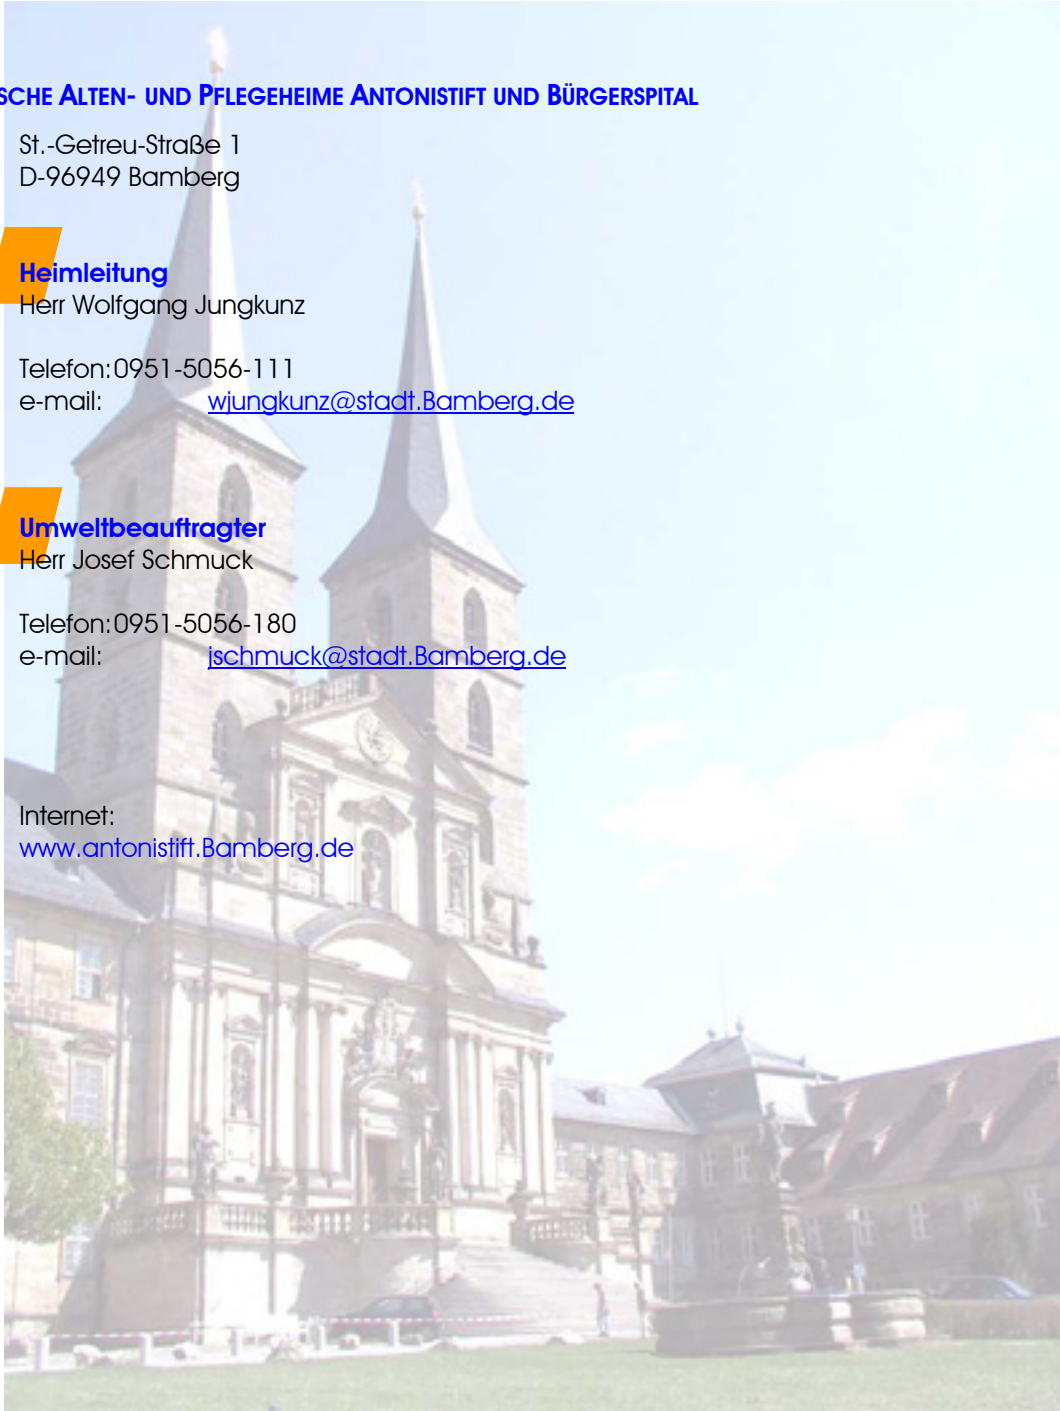 SCHE ALTEN- UND PFLEGEHEIME ANTONISTIFT UND BÜRGERSPITAL
St.-Getreu-Straße 1
D-96949 Bamberg
Heimleitung
Herr Wolfgang Jungkunz
Telefon: 0951-5056-111
e-mail: wjungkunz@stadt.Bamberg.de
Umweltbeauftragter
Herr Josef Schmuck
Telefon: 0951-5056-180
e-mail: jschmuck@stadt.Bamberg.de
Internet:
www.antonistift.Bamberg.de